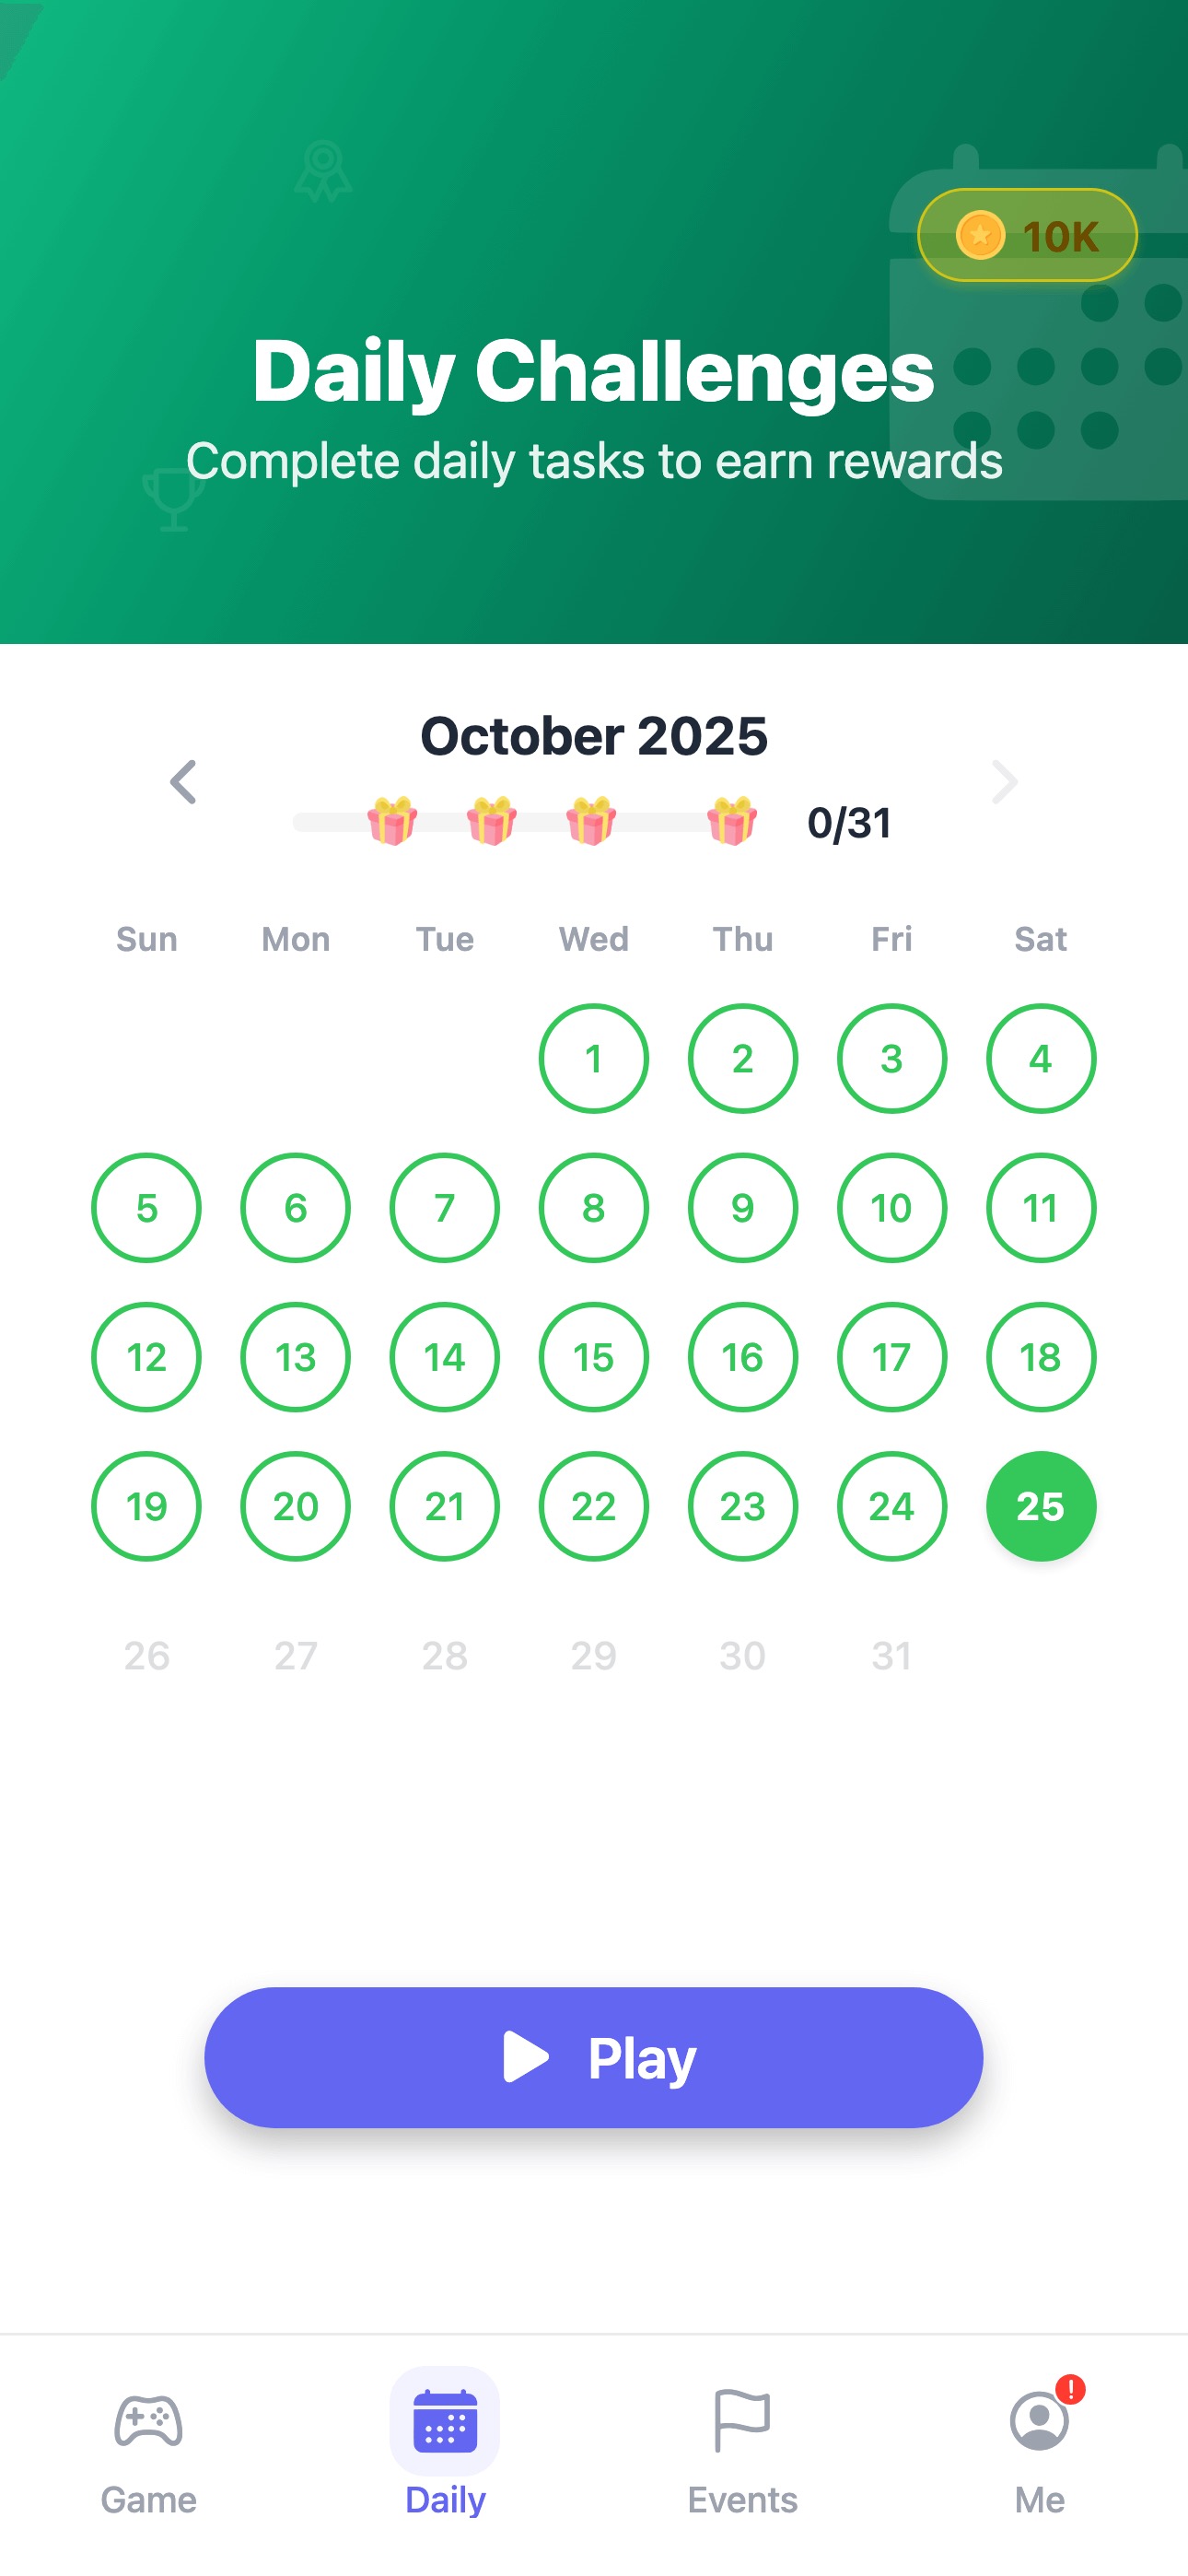 10K
Daily Challenges
Complete daily tasks to earn rewards
October 2025
0/31
Sun Mon Tue Wed Thu Fri Sat
1 2 3 4
5 6 7 8 9 10 11
12 13 14 15 16 17 18
19 20 21 22 23 24 25
26 27 28 29 30 31
Play
!
Game Daily Events Me